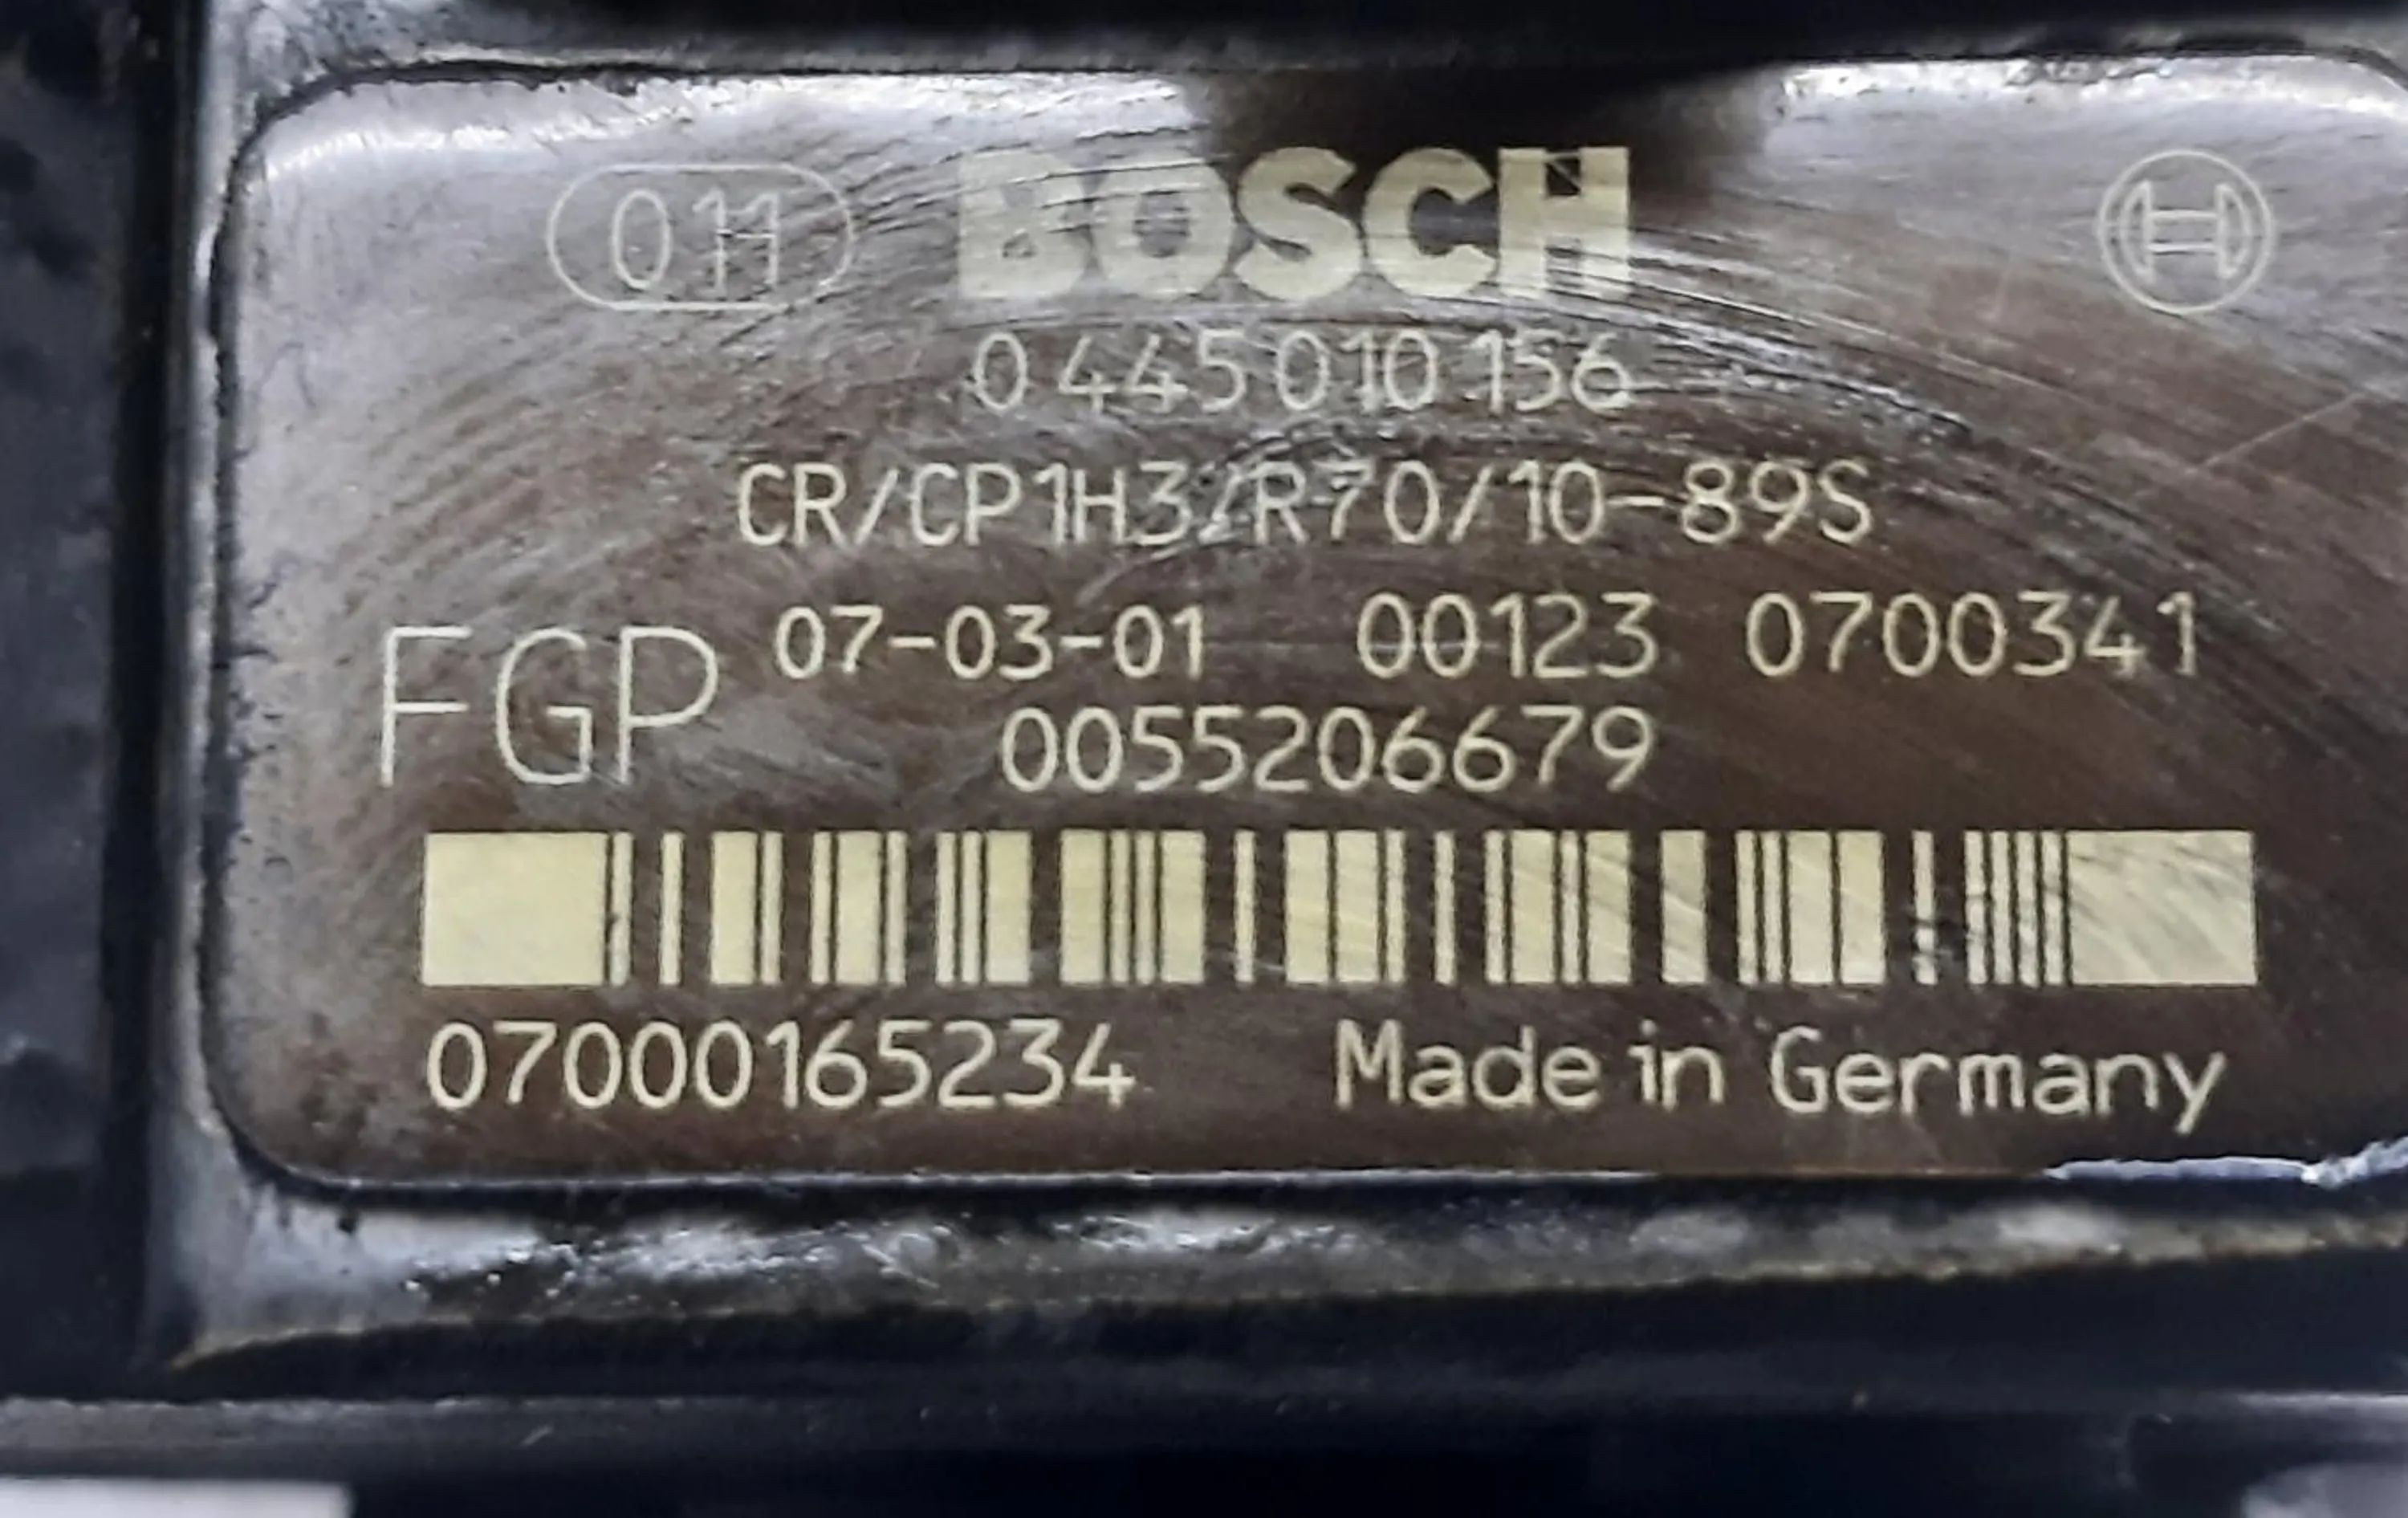 011 BOSCH
0 445 010 156
CR/CP1H3/R70/10-89S
FGP 07-03-01 00123 0700341
0055206679
07000165234 Made in Germany